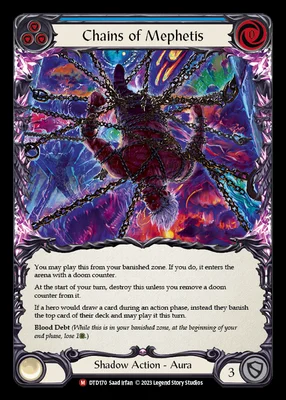 Chains of Mephetis
You may play this from your banished zone. If you do, it enters
the arena with a doom counter.
At the start of your turn, destroy this unless you remove a doom
counter from it.
If a hero would draw a card during an action phase, instead they banish
the top card of their deck and may play it this turn.
Blood Debt (While this is in your banished zone, at the beginning of your
end phase, lose 1.)
Shadow Action - Aura
3
M DTD170 Saad Irfan © 2023 Legend Story Studios